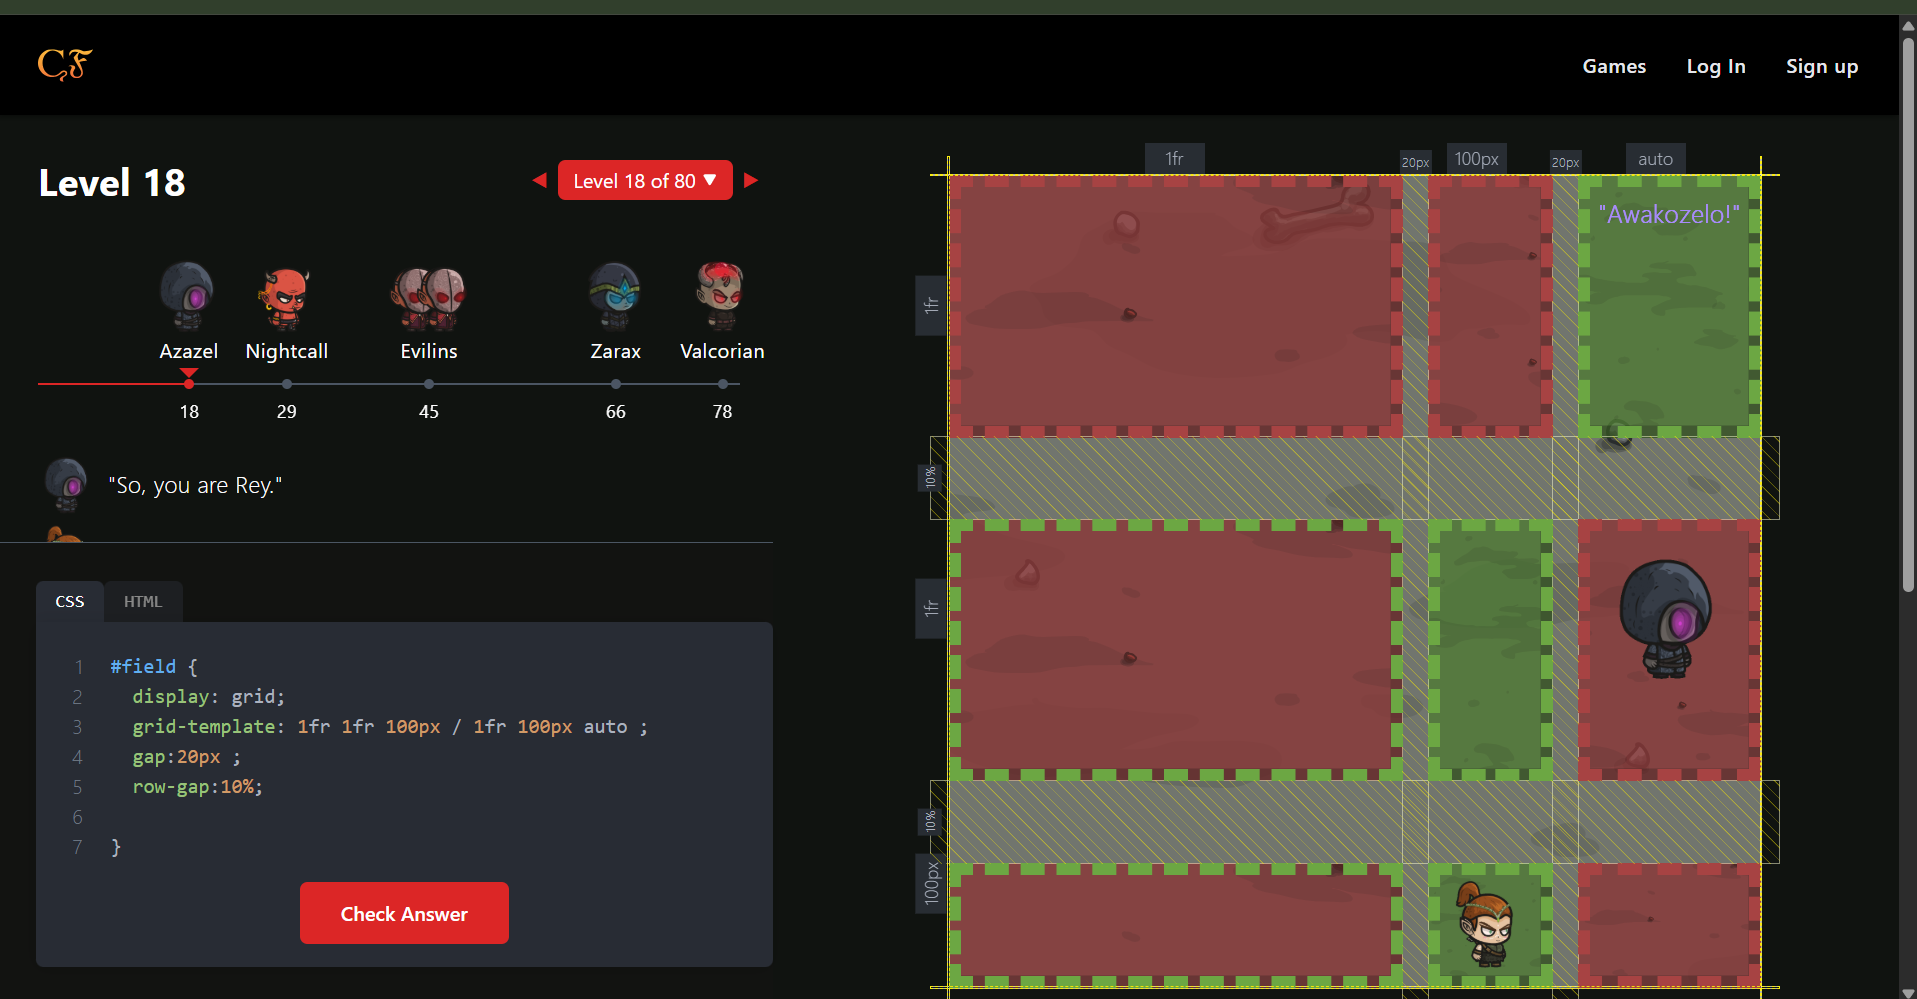 CF
Games Log In Sign up
Level 18
◀ Level 18 of 80 ▼ ▶
Azazel Nightcall Evilins Zarax Valcorian
18 29 45 66 78
"So, you are Rey."
CSS HTML
1 #field {
2 display: grid;
3 grid-template: 1fr 1fr 100px / 1fr 100px auto ;
4 gap:20px ;
5 row-gap:10%;
6
7 }
Check Answer
1fr 20px 100px 20px auto
"Awakozelo!"
1fr
10%
1fr
10%
100px